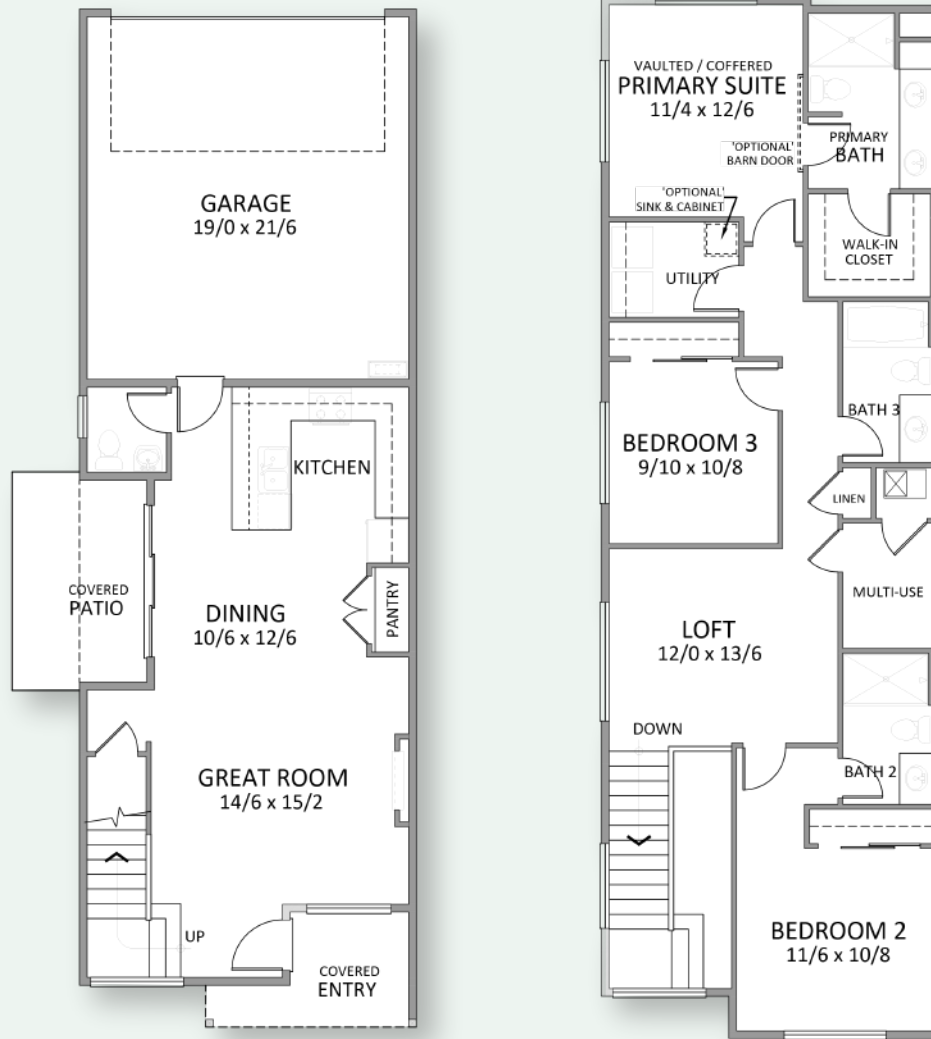 GARAGE
19/0 x 21/6
KITCHEN
COVERED
PATIO
DINING
10/6 x 12/6
PANTRY
GREAT ROOM
14/6 x 15/2
UP
COVERED
ENTRY
VAULTED / COFFERED
PRIMARY SUITE
11/4 x 12/6
'OPTIONAL'
BARN DOOR
PRIMARY
BATH
'OPTIONAL'
SINK & CABINET
WALK-IN
CLOSET
UTILITY
BATH 3
BEDROOM 3
9/10 x 10/8
LINEN
MULTI-USE
LOFT
12/0 x 13/6
DOWN
BATH 2
BEDROOM 2
11/6 x 10/8